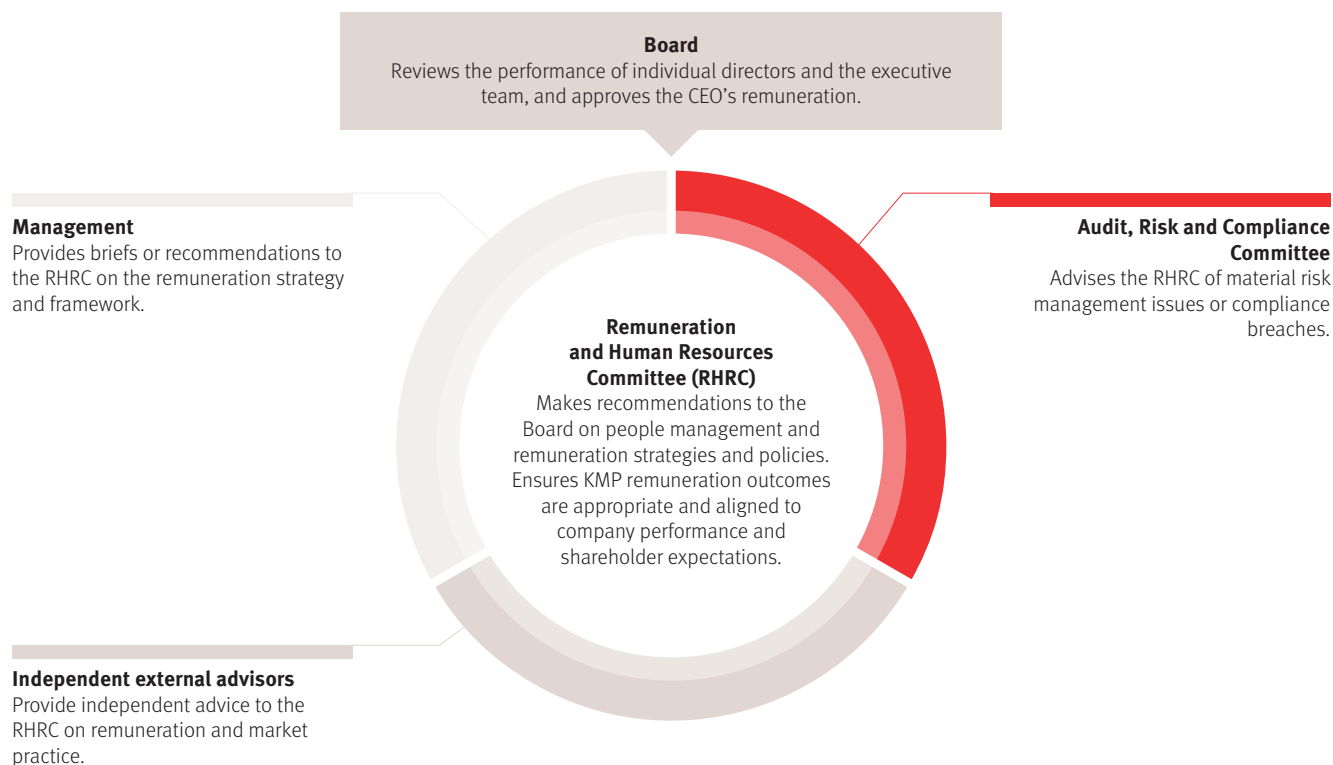 Board
Reviews the performance of individual directors and the executive
team, and approves the CEO’s remuneration.
Management
Provides briefs or recommendations to
the RHRC on the remuneration strategy
and framework.
Audit, Risk and Compliance
Committee
Advises the RHRC of material risk
management issues or compliance
breaches.
Remuneration
and Human Resources
Committee (RHRC)
Makes recommendations to the
Board on people management and
remuneration strategies and policies.
Ensures KMP remuneration outcomes
are appropriate and aligned to
company performance and
shareholder expectations.
Independent external advisors
Provide independent advice to the
RHRC on remuneration and market
practice.